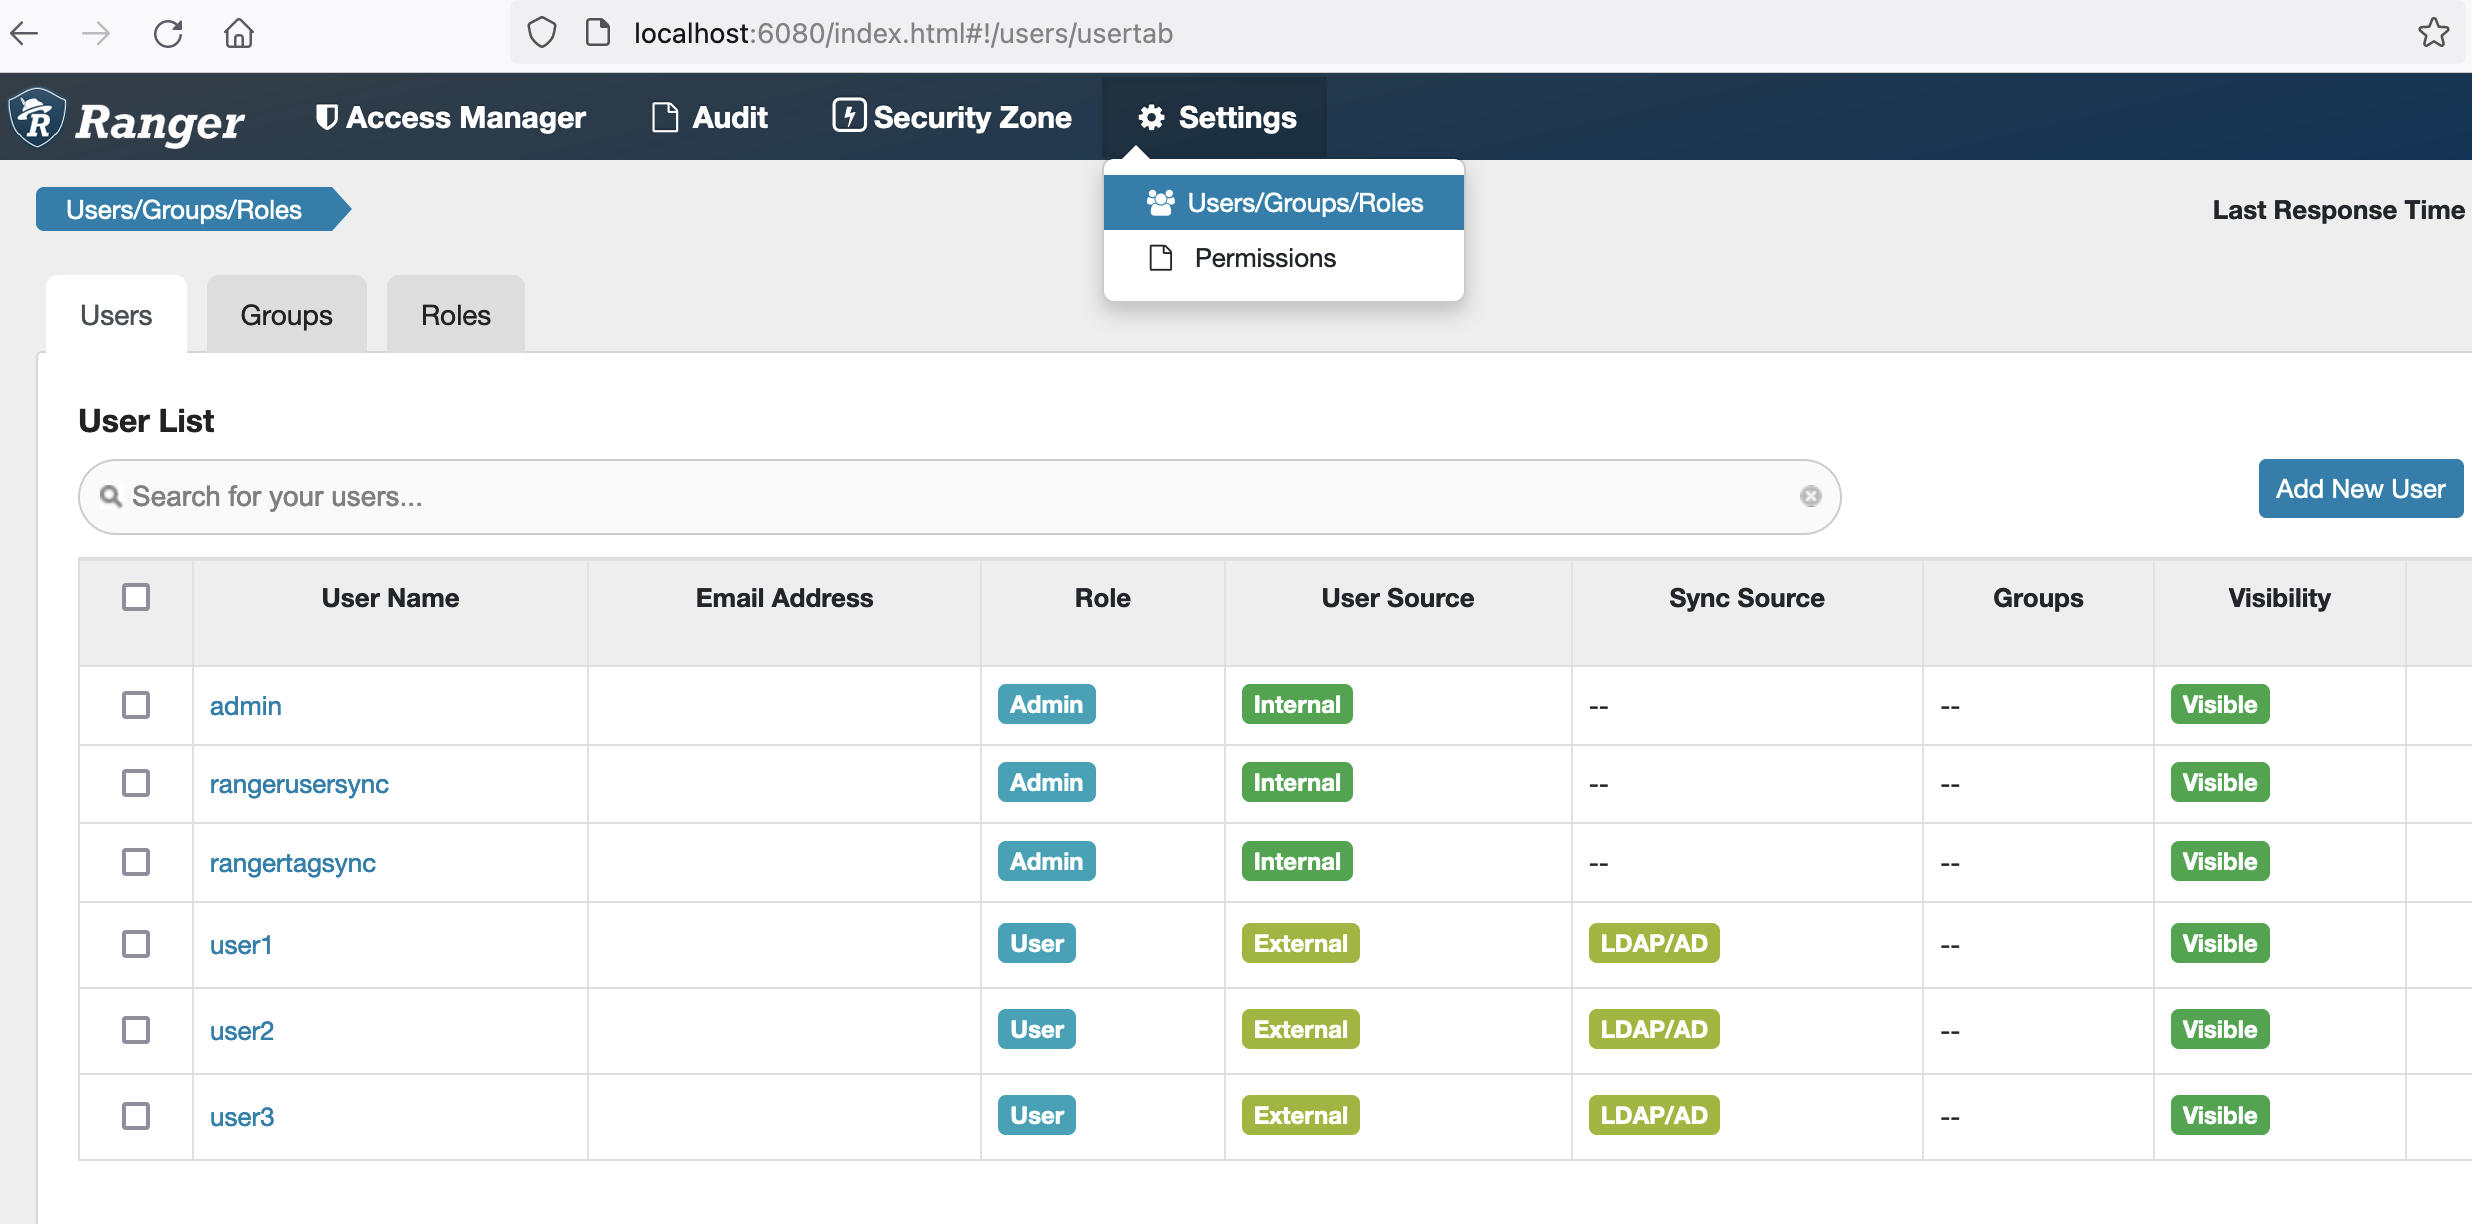 localhost:6080/index.html#!/users/usertab
Ranger Access Manager Audit Security Zone Settings
Users/Groups/Roles
Permissions
Users/Groups/Roles
Last Response Time
Users Groups Roles
User List
Search for your users...
Add New User
User Name Email Address Role User Source Sync Source Groups Visibility
admin Admin Internal -- -- Visible
rangerusersync Admin Internal -- -- Visible
rangertagsync Admin Internal -- -- Visible
user1 User External LDAP/AD -- Visible
user2 User External LDAP/AD -- Visible
user3 User External LDAP/AD -- Visible